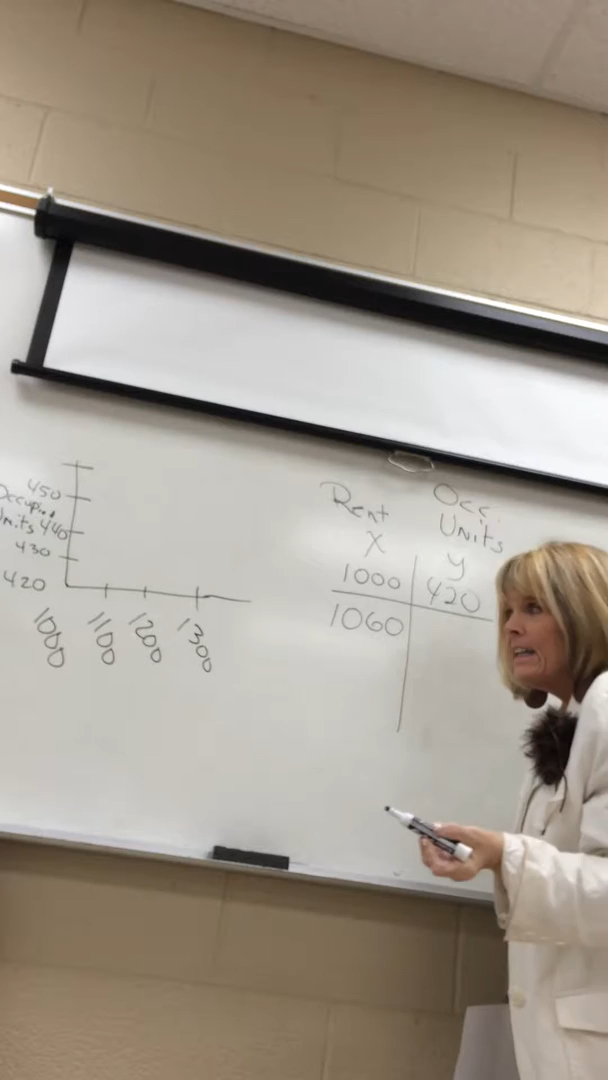 450
Occupied
Units 440
430
420
1000 1100 1200 1300
Rent Occ.
Units
X y
1000 420
1060